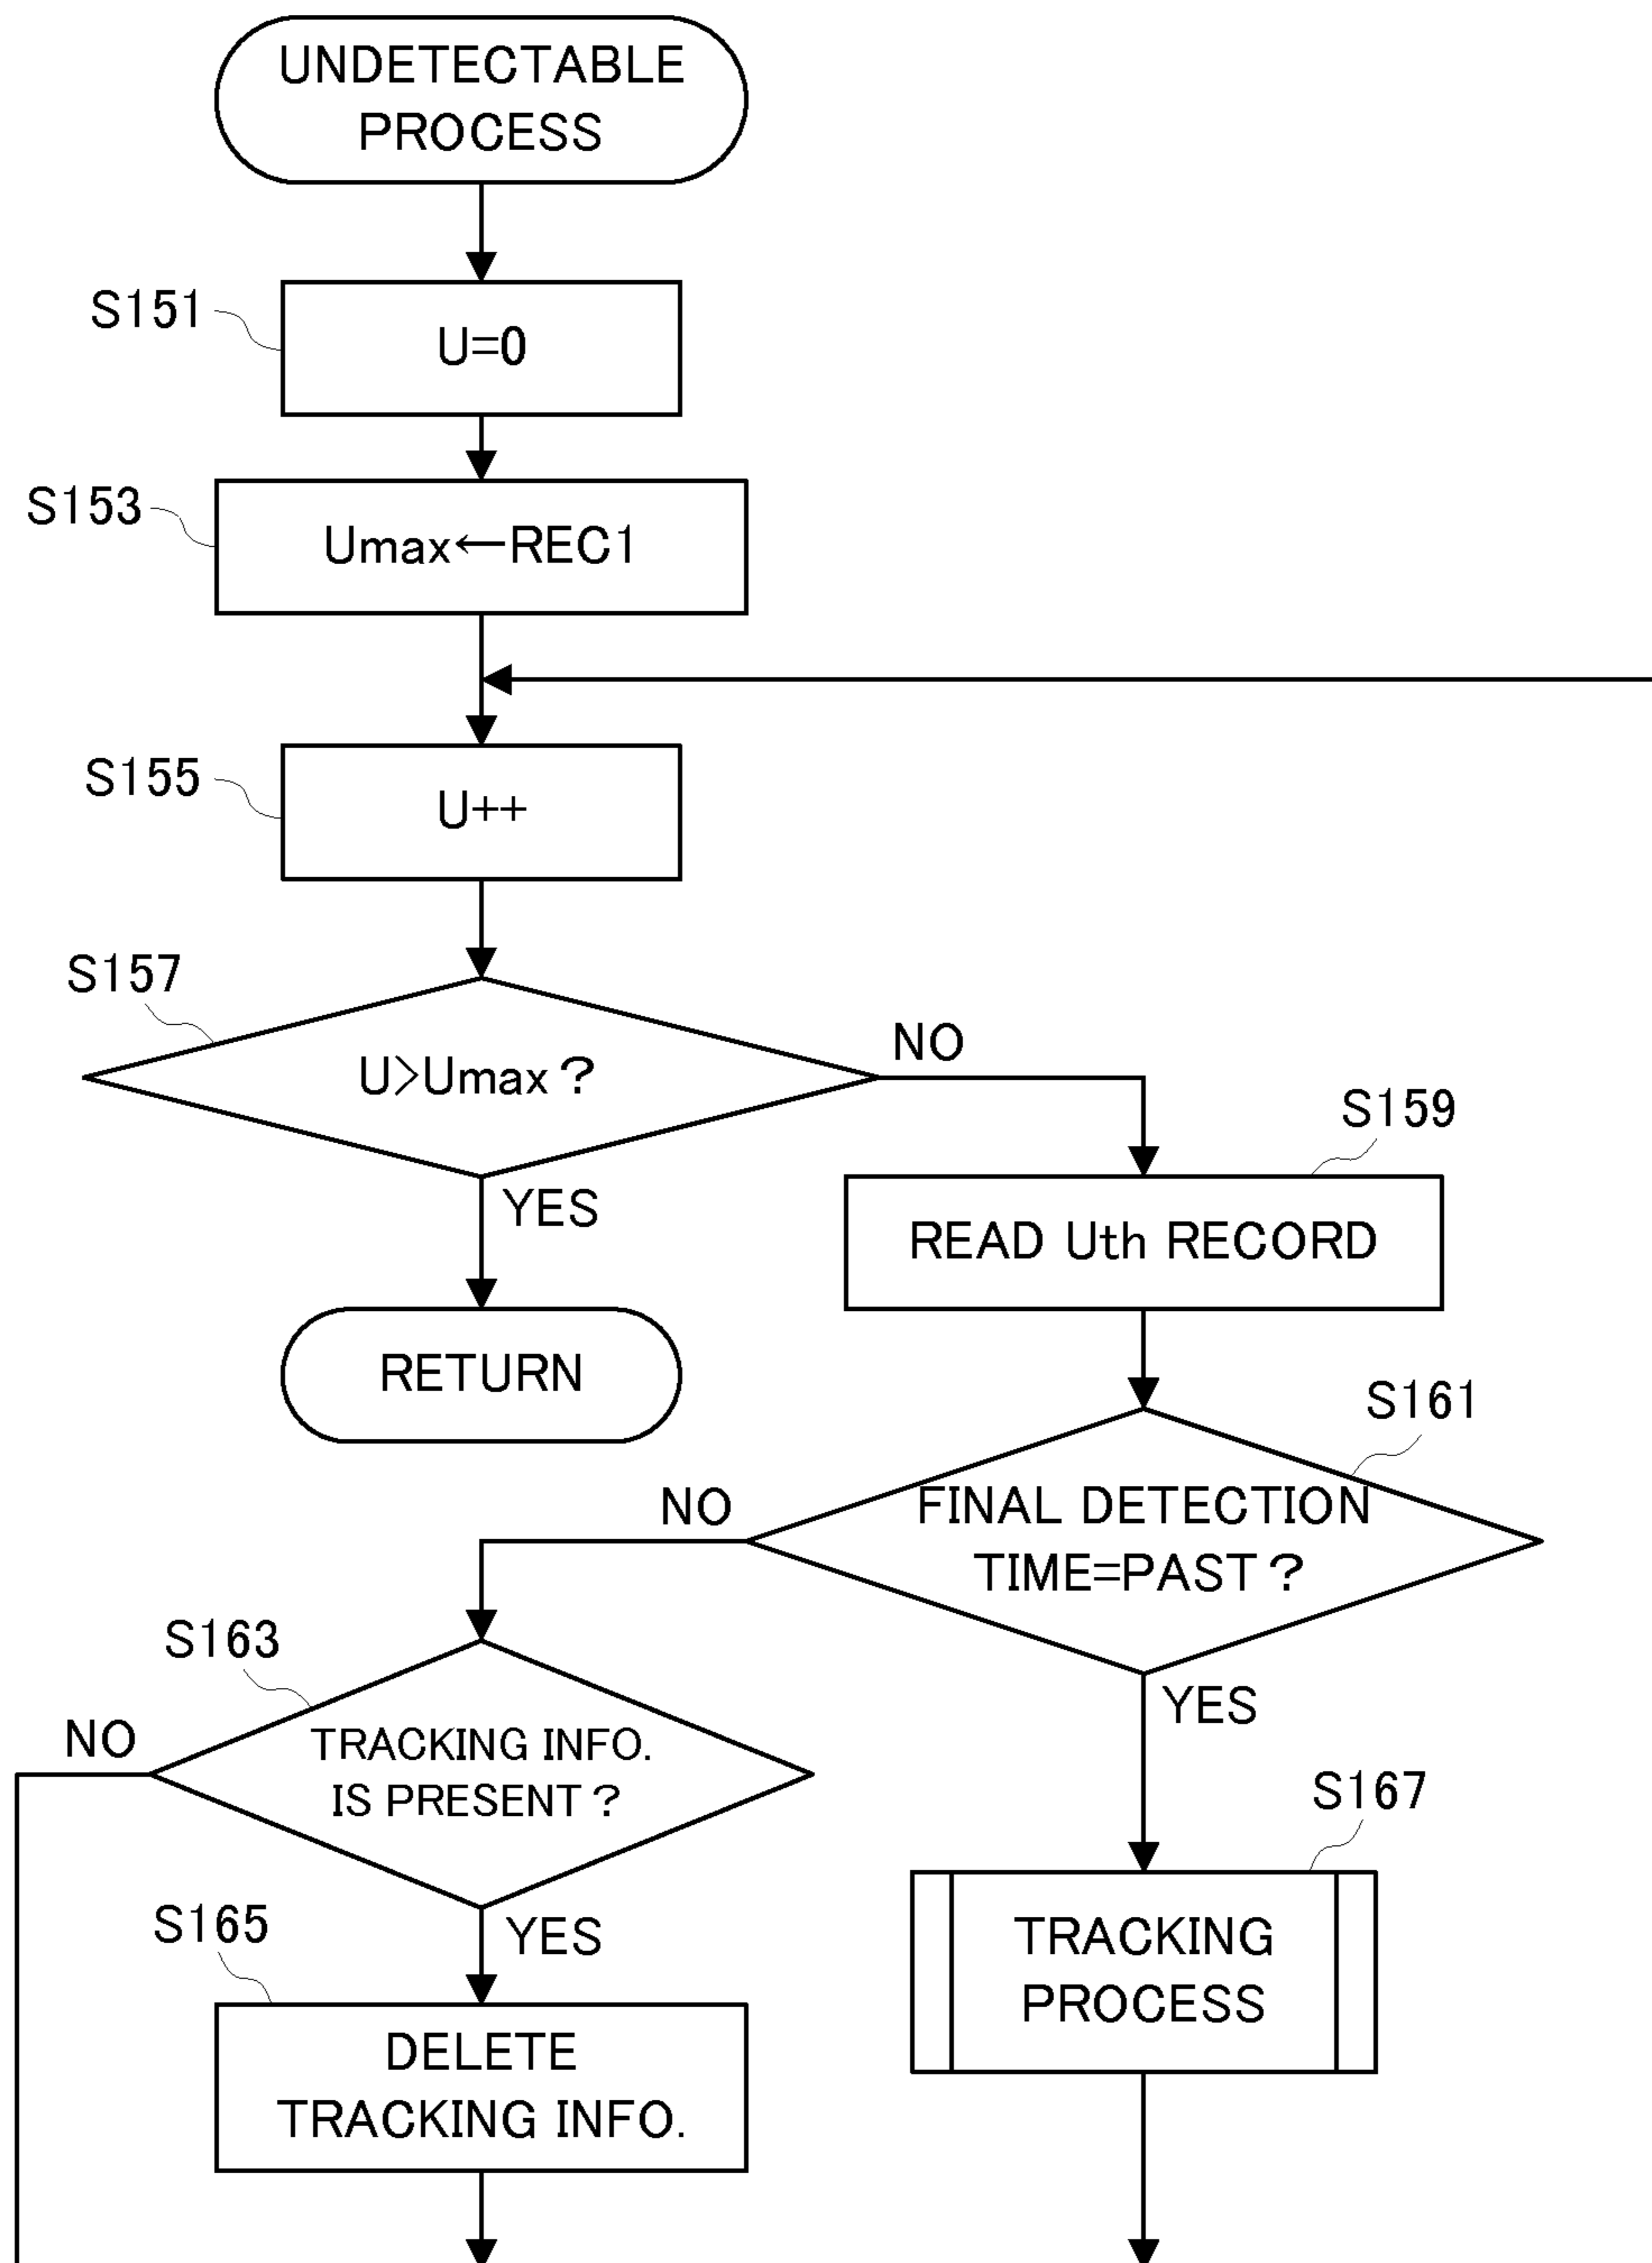 UNDETECTABLE
PROCESS
S151
U=0
S153
Umax←REC1
S155
U++
S157
U>Umax?
NO
YES
S159
READ Uth RECORD
RETURN
S161
FINAL DETECTION
TIME=PAST?
NO
YES
S163
TRACKING INFO.
IS PRESENT?
NO
YES
S167
TRACKING
PROCESS
S165
DELETE
TRACKING INFO.